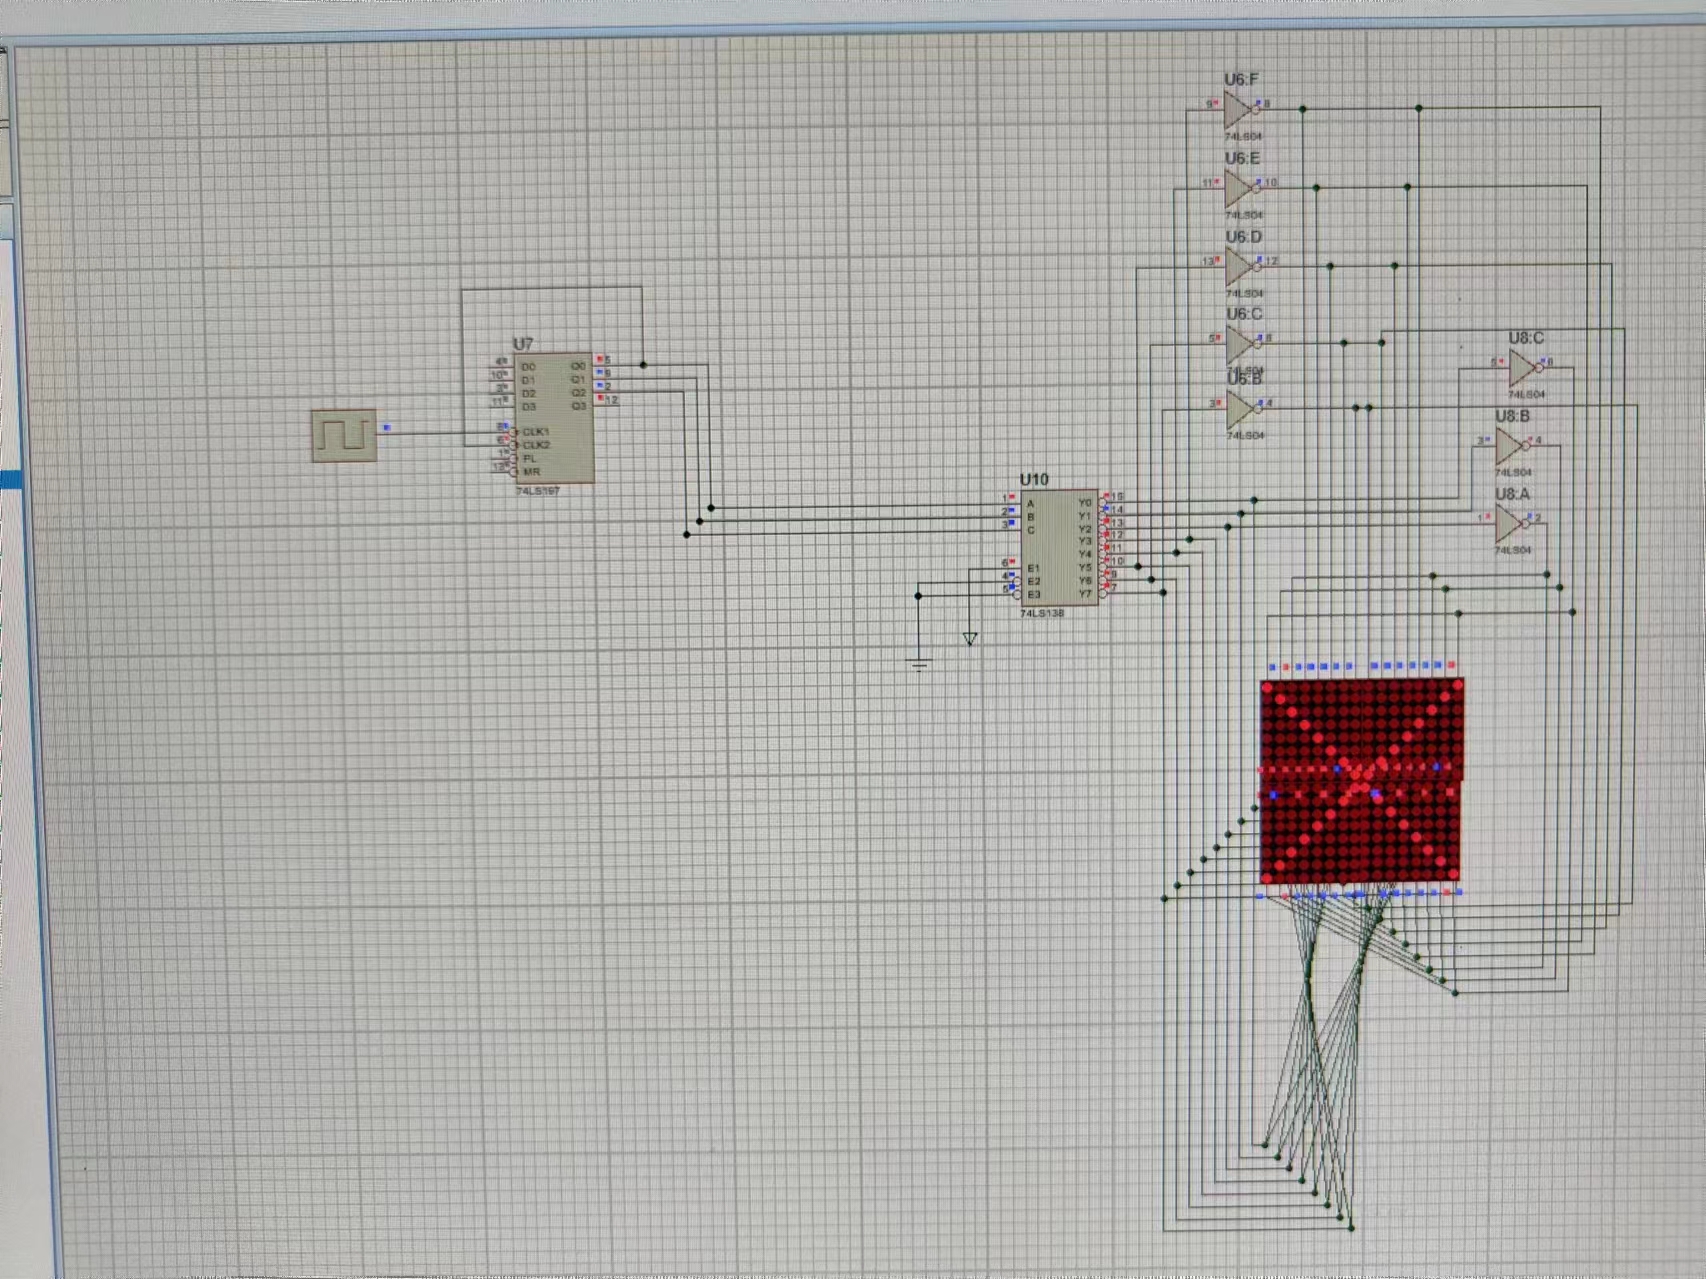 U6:F
9 8
74LS04
U6:E
11 10
74LS04
U6:D
13 12
74LS04
U6:C
5
74LS04
U6:B
3 4
74LS04
U8:C
5 6
74LS04
U8:B
3 4
74LS04
U8:A
1 2
74LS04
U7
4 D0 Q0 5
10 D1 Q1 9
3 D2 Q2 2
11 D3 Q3 12
8 CLK1
6 CLK2
1 PL
13 MR
74LS197
U10
1 A Y0 15
2 B Y1 14
3 C Y2 13
Y3 12
Y4 11
6 E1 Y5 10
4 E2 Y6 9
5 E3 Y7 7
74LS138